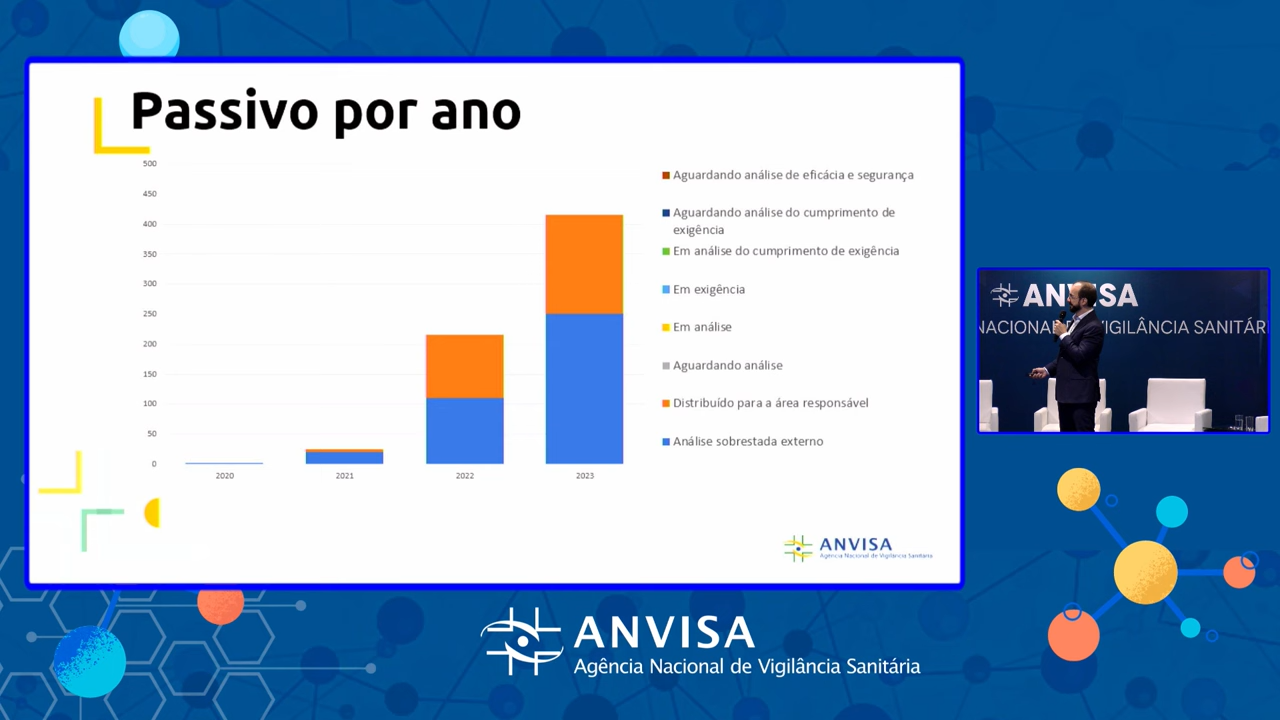 Passivo por ano
500
450
400
350
300
250
200
150
100
50
0
2020
2021
2022
2023
Aguardando análise de eficácia e segurança
Aguardando análise do cumprimento de
exigência
Em análise do cumprimento de exigência
Em exigência
Em análise
Aguardando análise
Distribuído para a área responsável
Análise sobrestada externo
ANVISA
Agência Nacional de Vigilância Sanitária
ANVISA
NACIONAL VIGILÂNCIA SANITÁR
ANVISA
Agência Nacional de Vigilância Sanitária